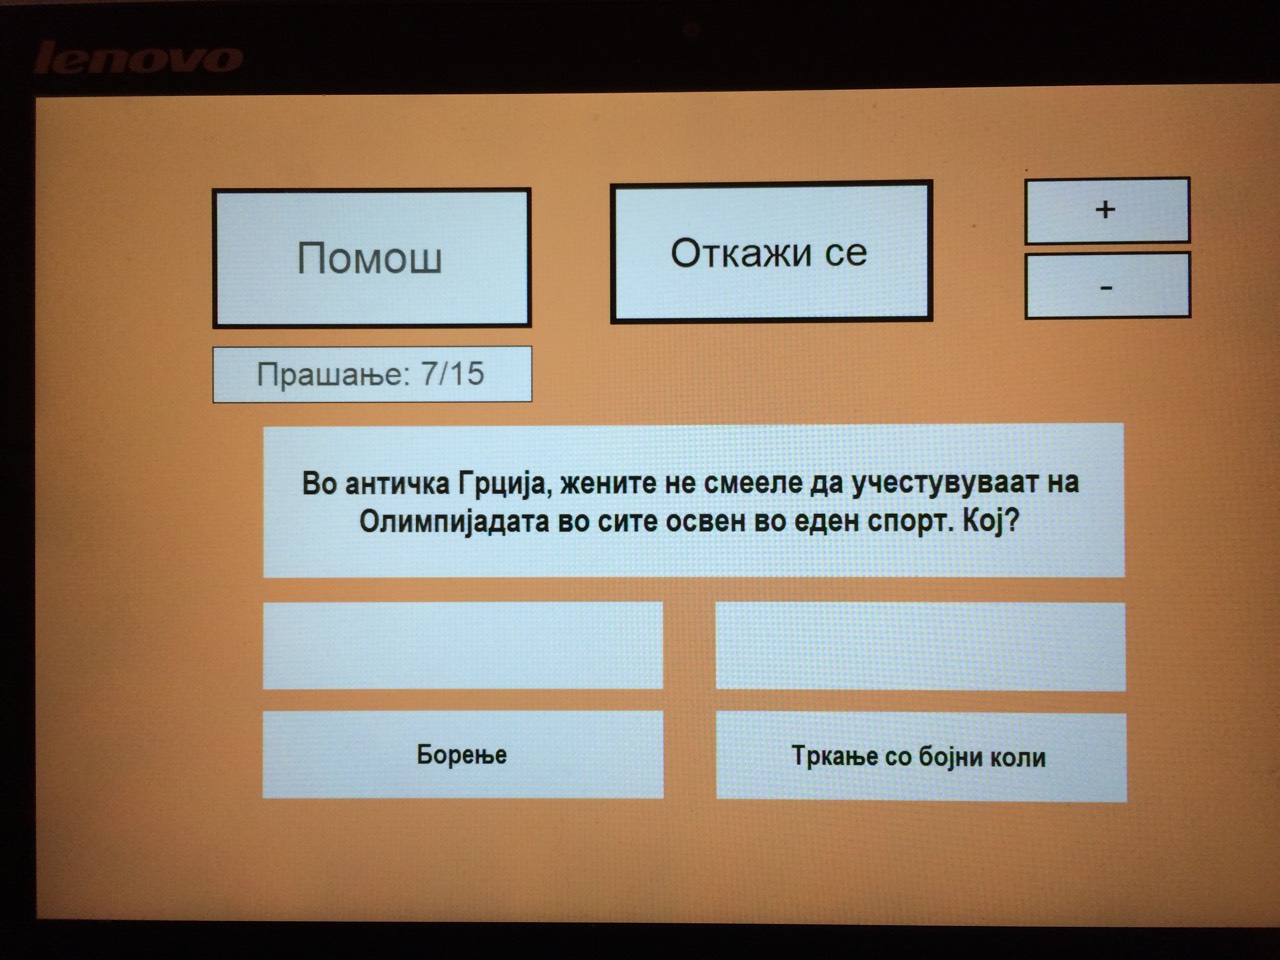 lenovo
Помош
Откажи се
+
-
Прашање: 7/15
Во античка Грција, жените не смееле да учестувуваат на
Олимпијадата во сите освен во еден спорт. Кој?
Борење
Тркање со бојни коли